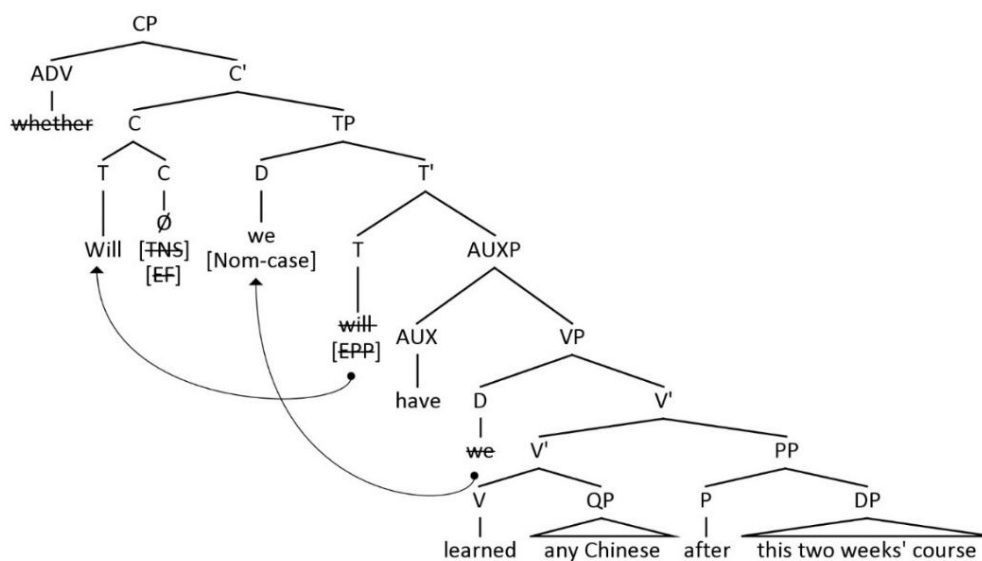 CP
ADV C'
whether C TP
T C D T'
Will Ø we T AUXP
[TNS] [Nom-case]
[EF]
will AUX VP
[EPP]
have D V'
we V' PP
V QP P DP
learned any Chinese after this two weeks' course